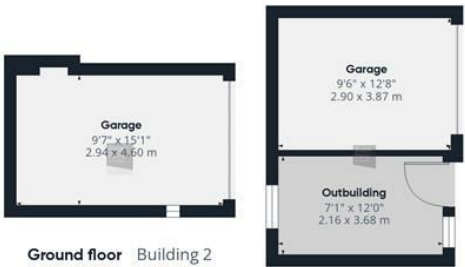 Garage
9'7" x 15'1"
2.94 x 4.60 m
Ground floor Building 2
Garage
9'6" x 12'8"
2.90 x 3.87 m
Outbuilding
7'1" x 12'0"
2.16 x 3.68 m